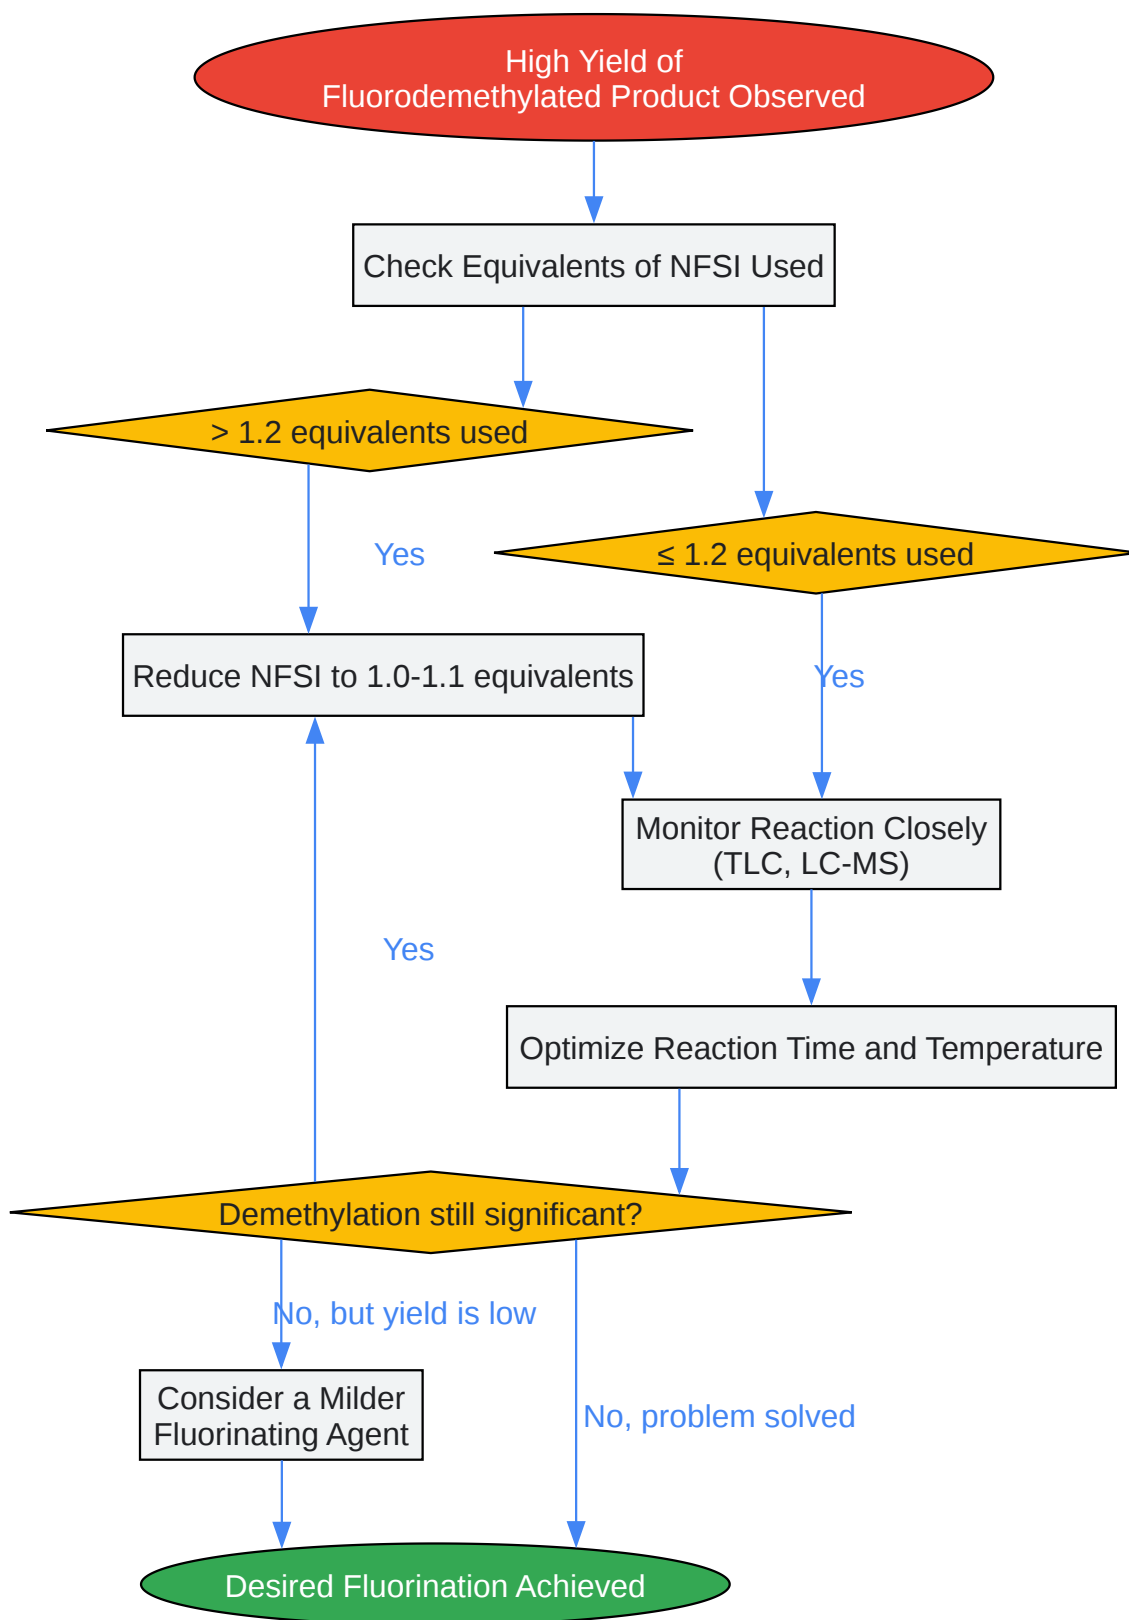 High Yield of
Fluorodemethylated Product Observed
Check Equivalents of NFSI Used
> 1.2 equivalents used
Yes
≤ 1.2 equivalents used
Reduce NFSI to 1.0-1.1 equivalents
Yes
Monitor Reaction Closely
(TLC, LC-MS)
Yes
Optimize Reaction Time and Temperature
Demethylation still significant?
No, but yield is low
Consider a Milder
Fluorinating Agent
No, problem solved
Desired Fluorination Achieved